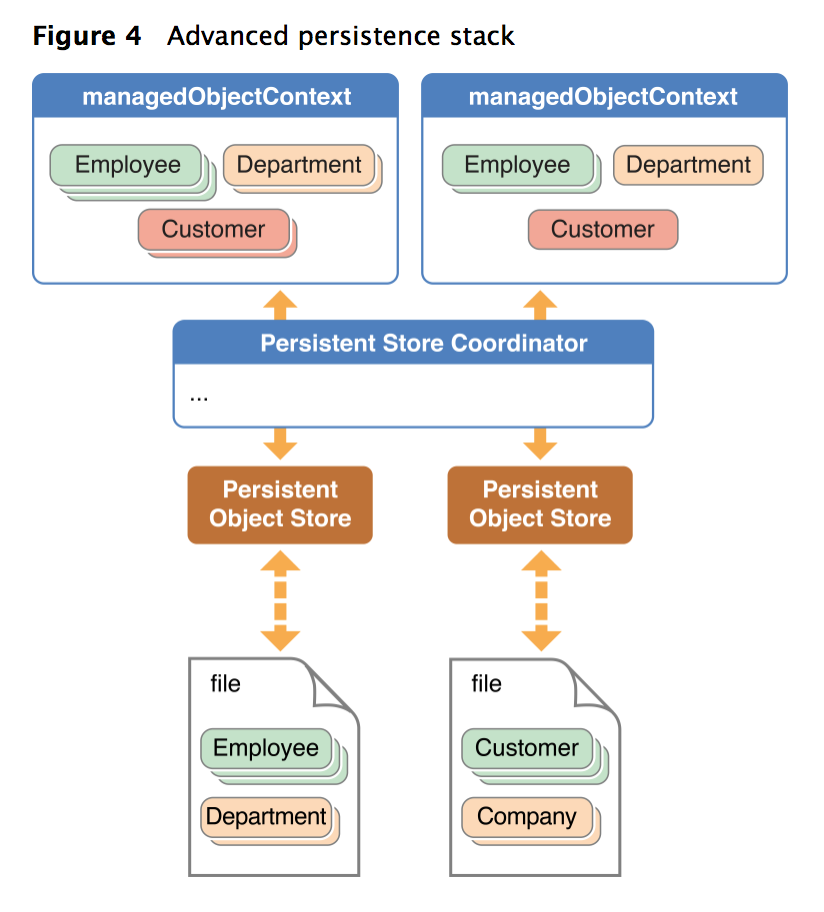 Figure 4 Advanced persistence stack
managedObjectContext
Employee
Department
Customer
managedObjectContext
Employee
Department
Customer
Persistent Store Coordinator
...
Persistent
Object Store
Persistent
Object Store
file
Employee
Department
file
Customer
Company